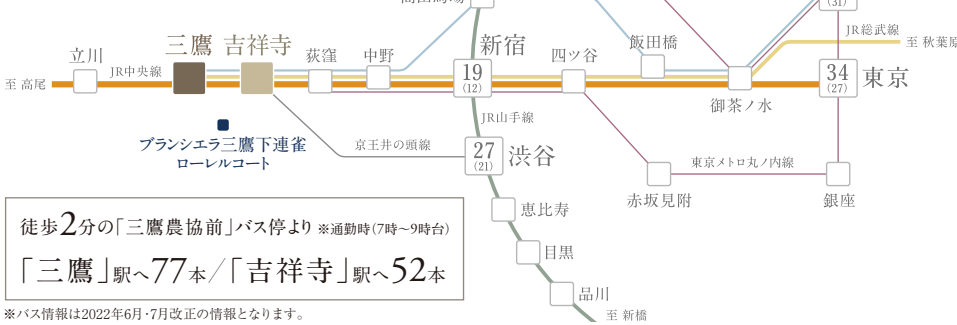 高田馬場
(31)
JR総武線
至 秋葉原
立川
三鷹
吉祥寺
荻窪
中野
新宿
四ツ谷
飯田橋
至 高尾
JR中央線
19
(12)
34
(27)
東京
御茶ノ水
JR山手線
ブランシエラ三鷹下連雀
ローレルコート
京王井の頭線
27
(21)
渋谷
東京メトロ丸ノ内線
赤坂見附
銀座
恵比寿
目黒
品川
至 新橋
徒歩2分の「三鷹農協前」バス停より ※通勤時(7時〜9時台)
「三鷹」駅へ77本/「吉祥寺」駅へ52本
※バス情報は2022年6月・7月改正の情報となります。